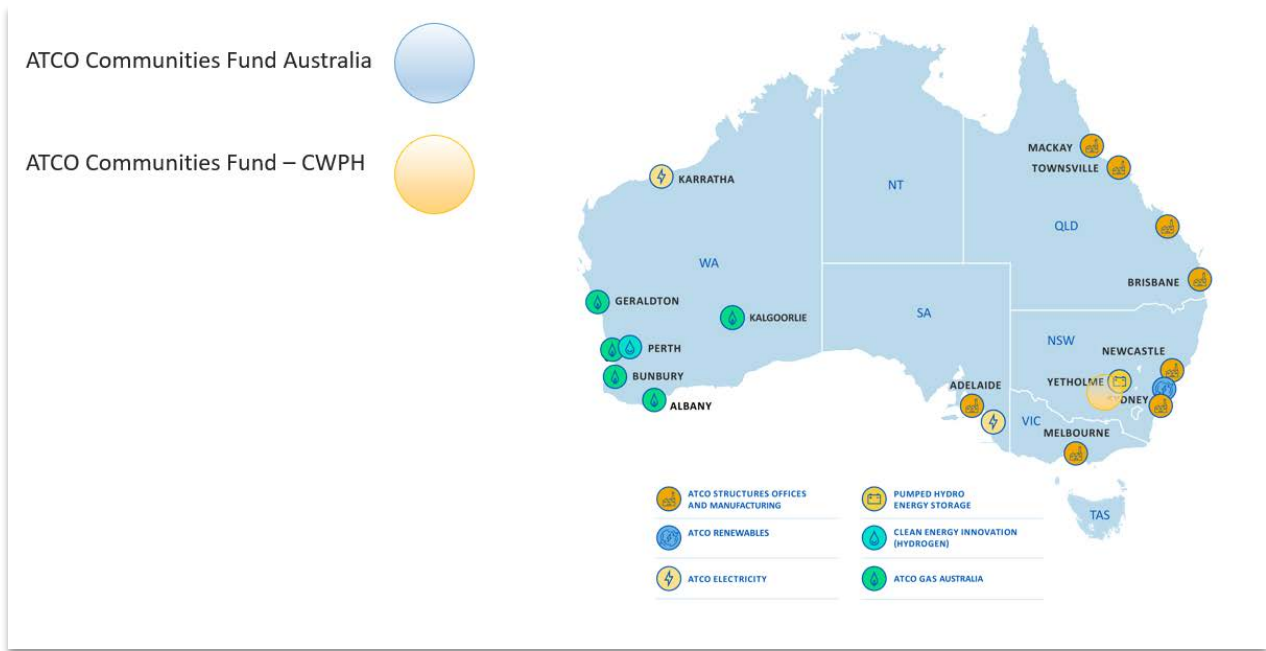 ATCO Communities Fund Australia
ATCO Communities Fund – CWPH
MACKAY
TOWNSVILLE
KARRATHA
NT
QLD
WA
BRISBANE
GERALDTON
KALGOORLIE
SA
NSW
NEWCASTLE
PERTH
BUNBURY
YETHOLME
ADELAIDE
ALBANY
VIC
MELBOURNE
ATCO STRUCTURES OFFICES
AND MANUFACTURING
PUMPED HYDRO
ENERGY STORAGE
TAS
ATCO RENEWABLES
CLEAN ENERGY INNOVATION
(HYDROGEN)
ATCO ELECTRICITY
ATCO GAS AUSTRALIA